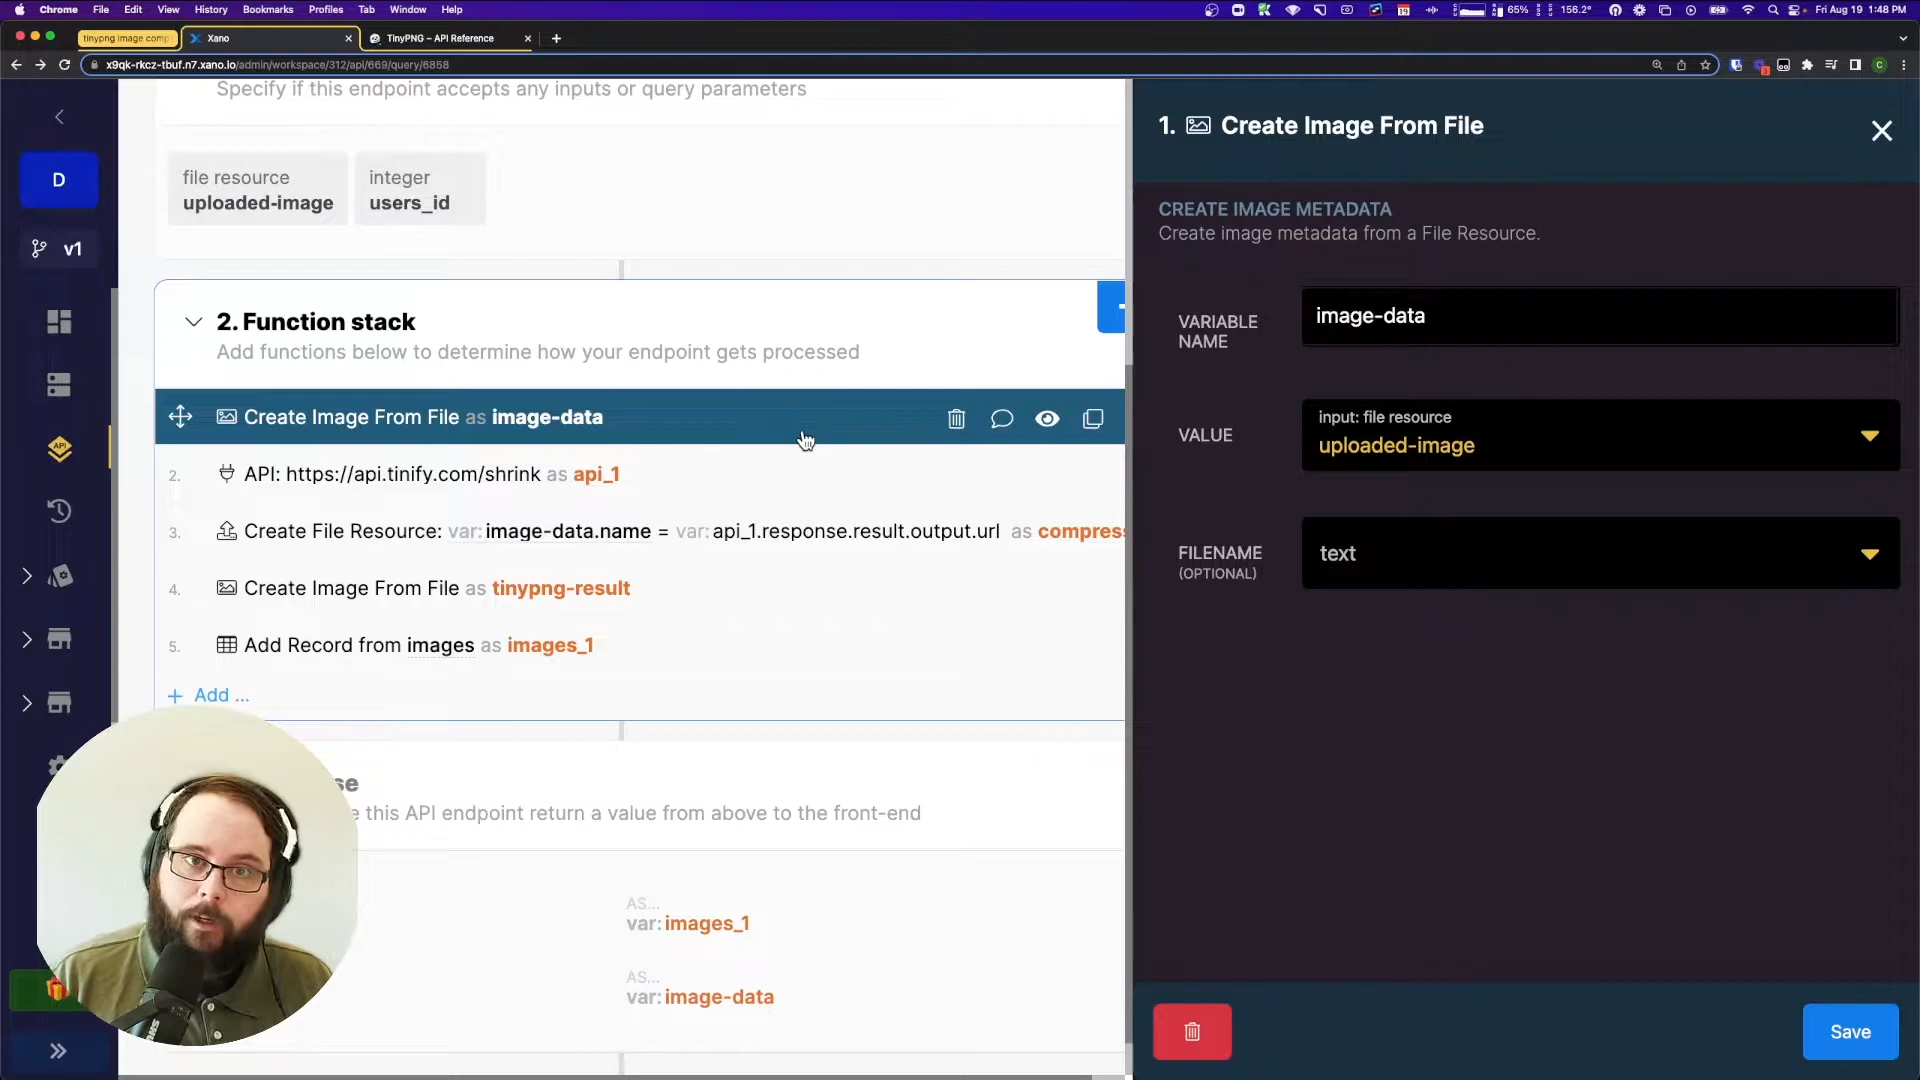 Chrome File Edit View History Bookmarks Profiles Tab Window Help
65% 156.2° Fri Aug 19 1:48 PM
tinypng image comp
Xano
TinyPNG – API Reference
x9qk-rkcz-tbuf.n7.xano.io/admin/workspace/312/api/669/query/6858
D
v1
API
Specify if this endpoint accepts any inputs or query parameters
file resource
uploaded-image
integer
users_id
2. Function stack
Add functions below to determine how your endpoint gets processed
Create Image From File as image-data
2. API: https://api.tinify.com/shrink as api_1
3. Create File Resource: var: image-data.name = var: api_1.response.result.output.url as compress
4. Create Image From File as tinypng-result
5. Add Record from images as images_1
+ Add ...
se
this API endpoint return a value from above to the front-end
AS...
var: images_1
AS...
var: image-data
1. Create Image From File
CREATE IMAGE METADATA
Create image metadata from a File Resource.
VARIABLE
NAME
image-data
VALUE
input: file resource
uploaded-image
FILENAME
(OPTIONAL)
text
Save